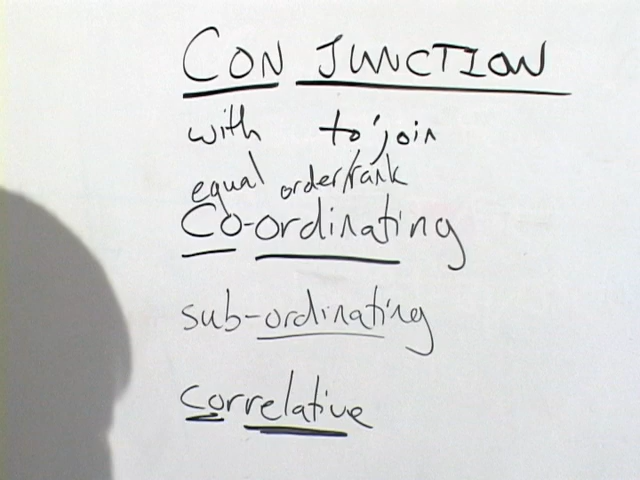 CON JUNCTION
with to join
equal order/rank
Co-ordinating
sub-ordinating
correlative